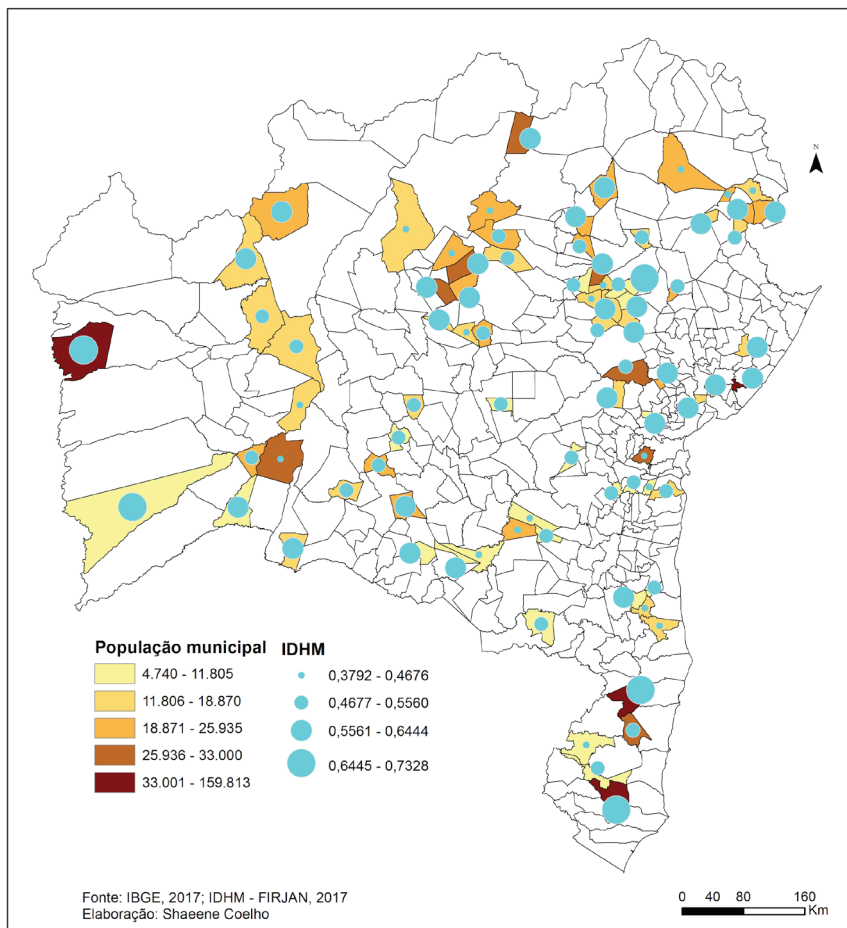 N
População municipal
4.740 - 11.805
11.806 - 18.870
18.871 - 25.935
25.936 - 33.000
33.001 - 159.813
IDHM
0,3792 - 0,4676
0,4677 - 0,5560
0,5561 - 0,6444
0,6445 - 0,7328
Fonte: IBGE, 2017; IDHM - FIRJAN, 2017
Elaboração: Shaeene Coelho
0 40 80 160
Km